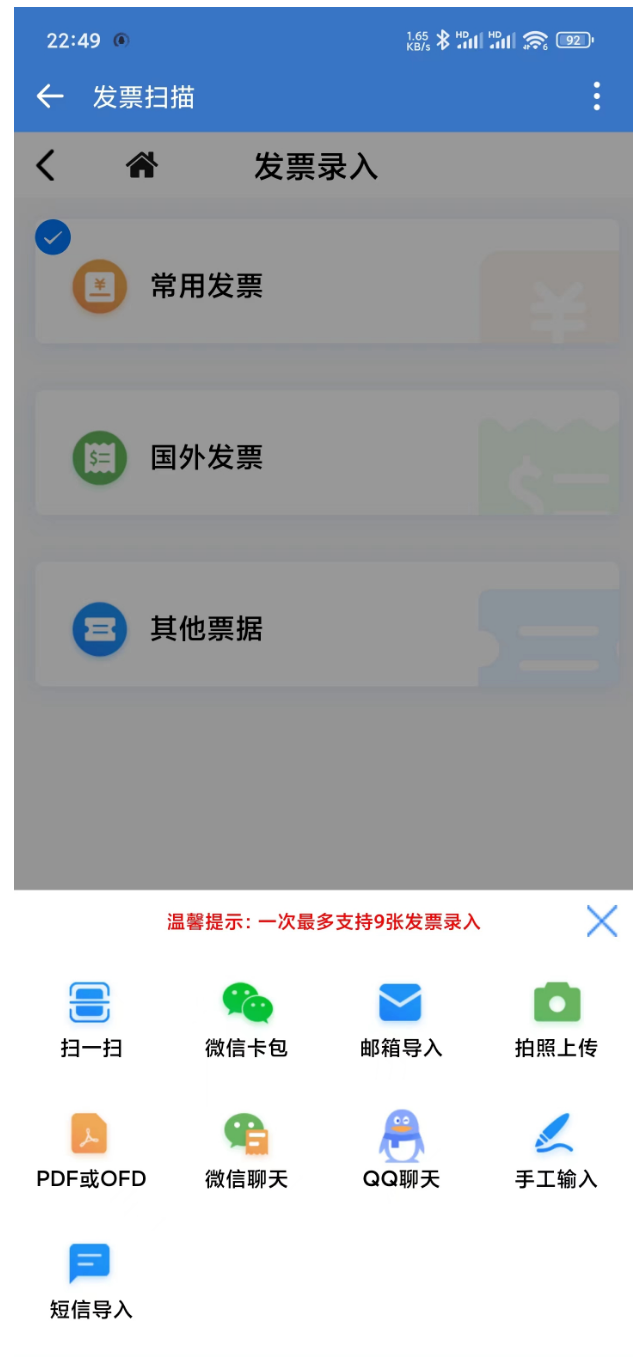 22:49
1.65 KB/s HD HD 6 92
发票扫描
发票录入
常用发票
国外发票
其他票据
温馨提示: 一次最多支持9张发票录入
扫一扫 微信卡包 邮箱导入 拍照上传
PDF或OFD 微信聊天 QQ聊天 手工输入
短信导入